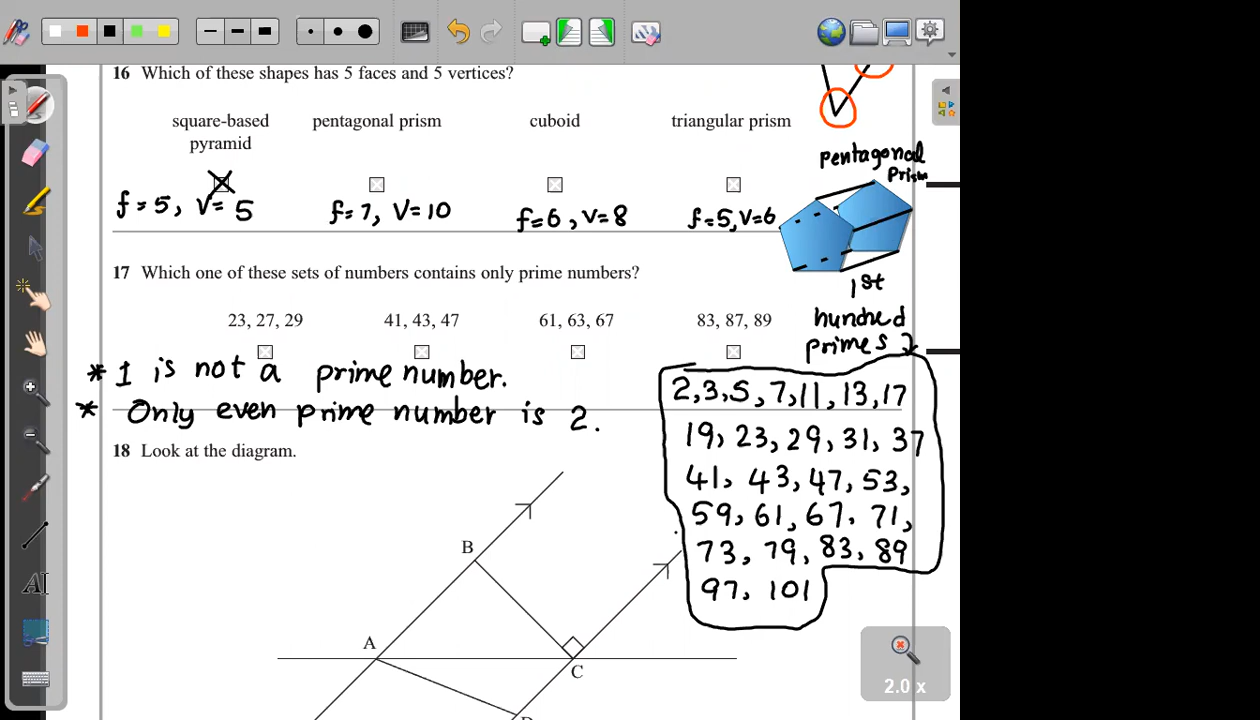 16 Which of these shapes has 5 faces and 5 vertices?
square-based pentagonal prism cuboid triangular prism
pyramid
f=5, V=5 f=7, V=10 f=6, V=8 f=5, V=6
pentagonal
Prism
17 Which one of these sets of numbers contains only prime numbers?
23, 27, 29 41, 43, 47 61, 63, 67 83, 87, 89
1st
hundred
primes
* 1 is not a prime number.
* Only even prime number is 2.
2, 3, 5, 7, 11, 13, 17
19, 23, 29, 31, 37
41, 43, 47, 53,
59, 61, 67, 71,
73, 79, 83, 89
97, 101
18 Look at the diagram.
B
A
C
AI
2.0 x